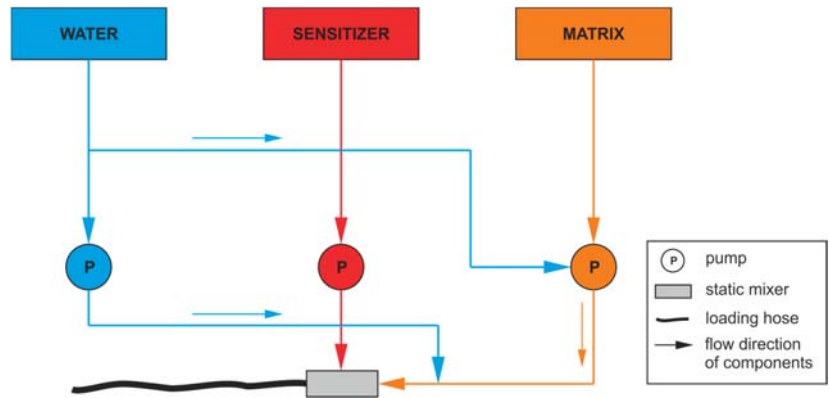 WATER
SENSITIZER
MATRIX
P
P
P
P
pump
static mixer
loading hose
flow direction
of components